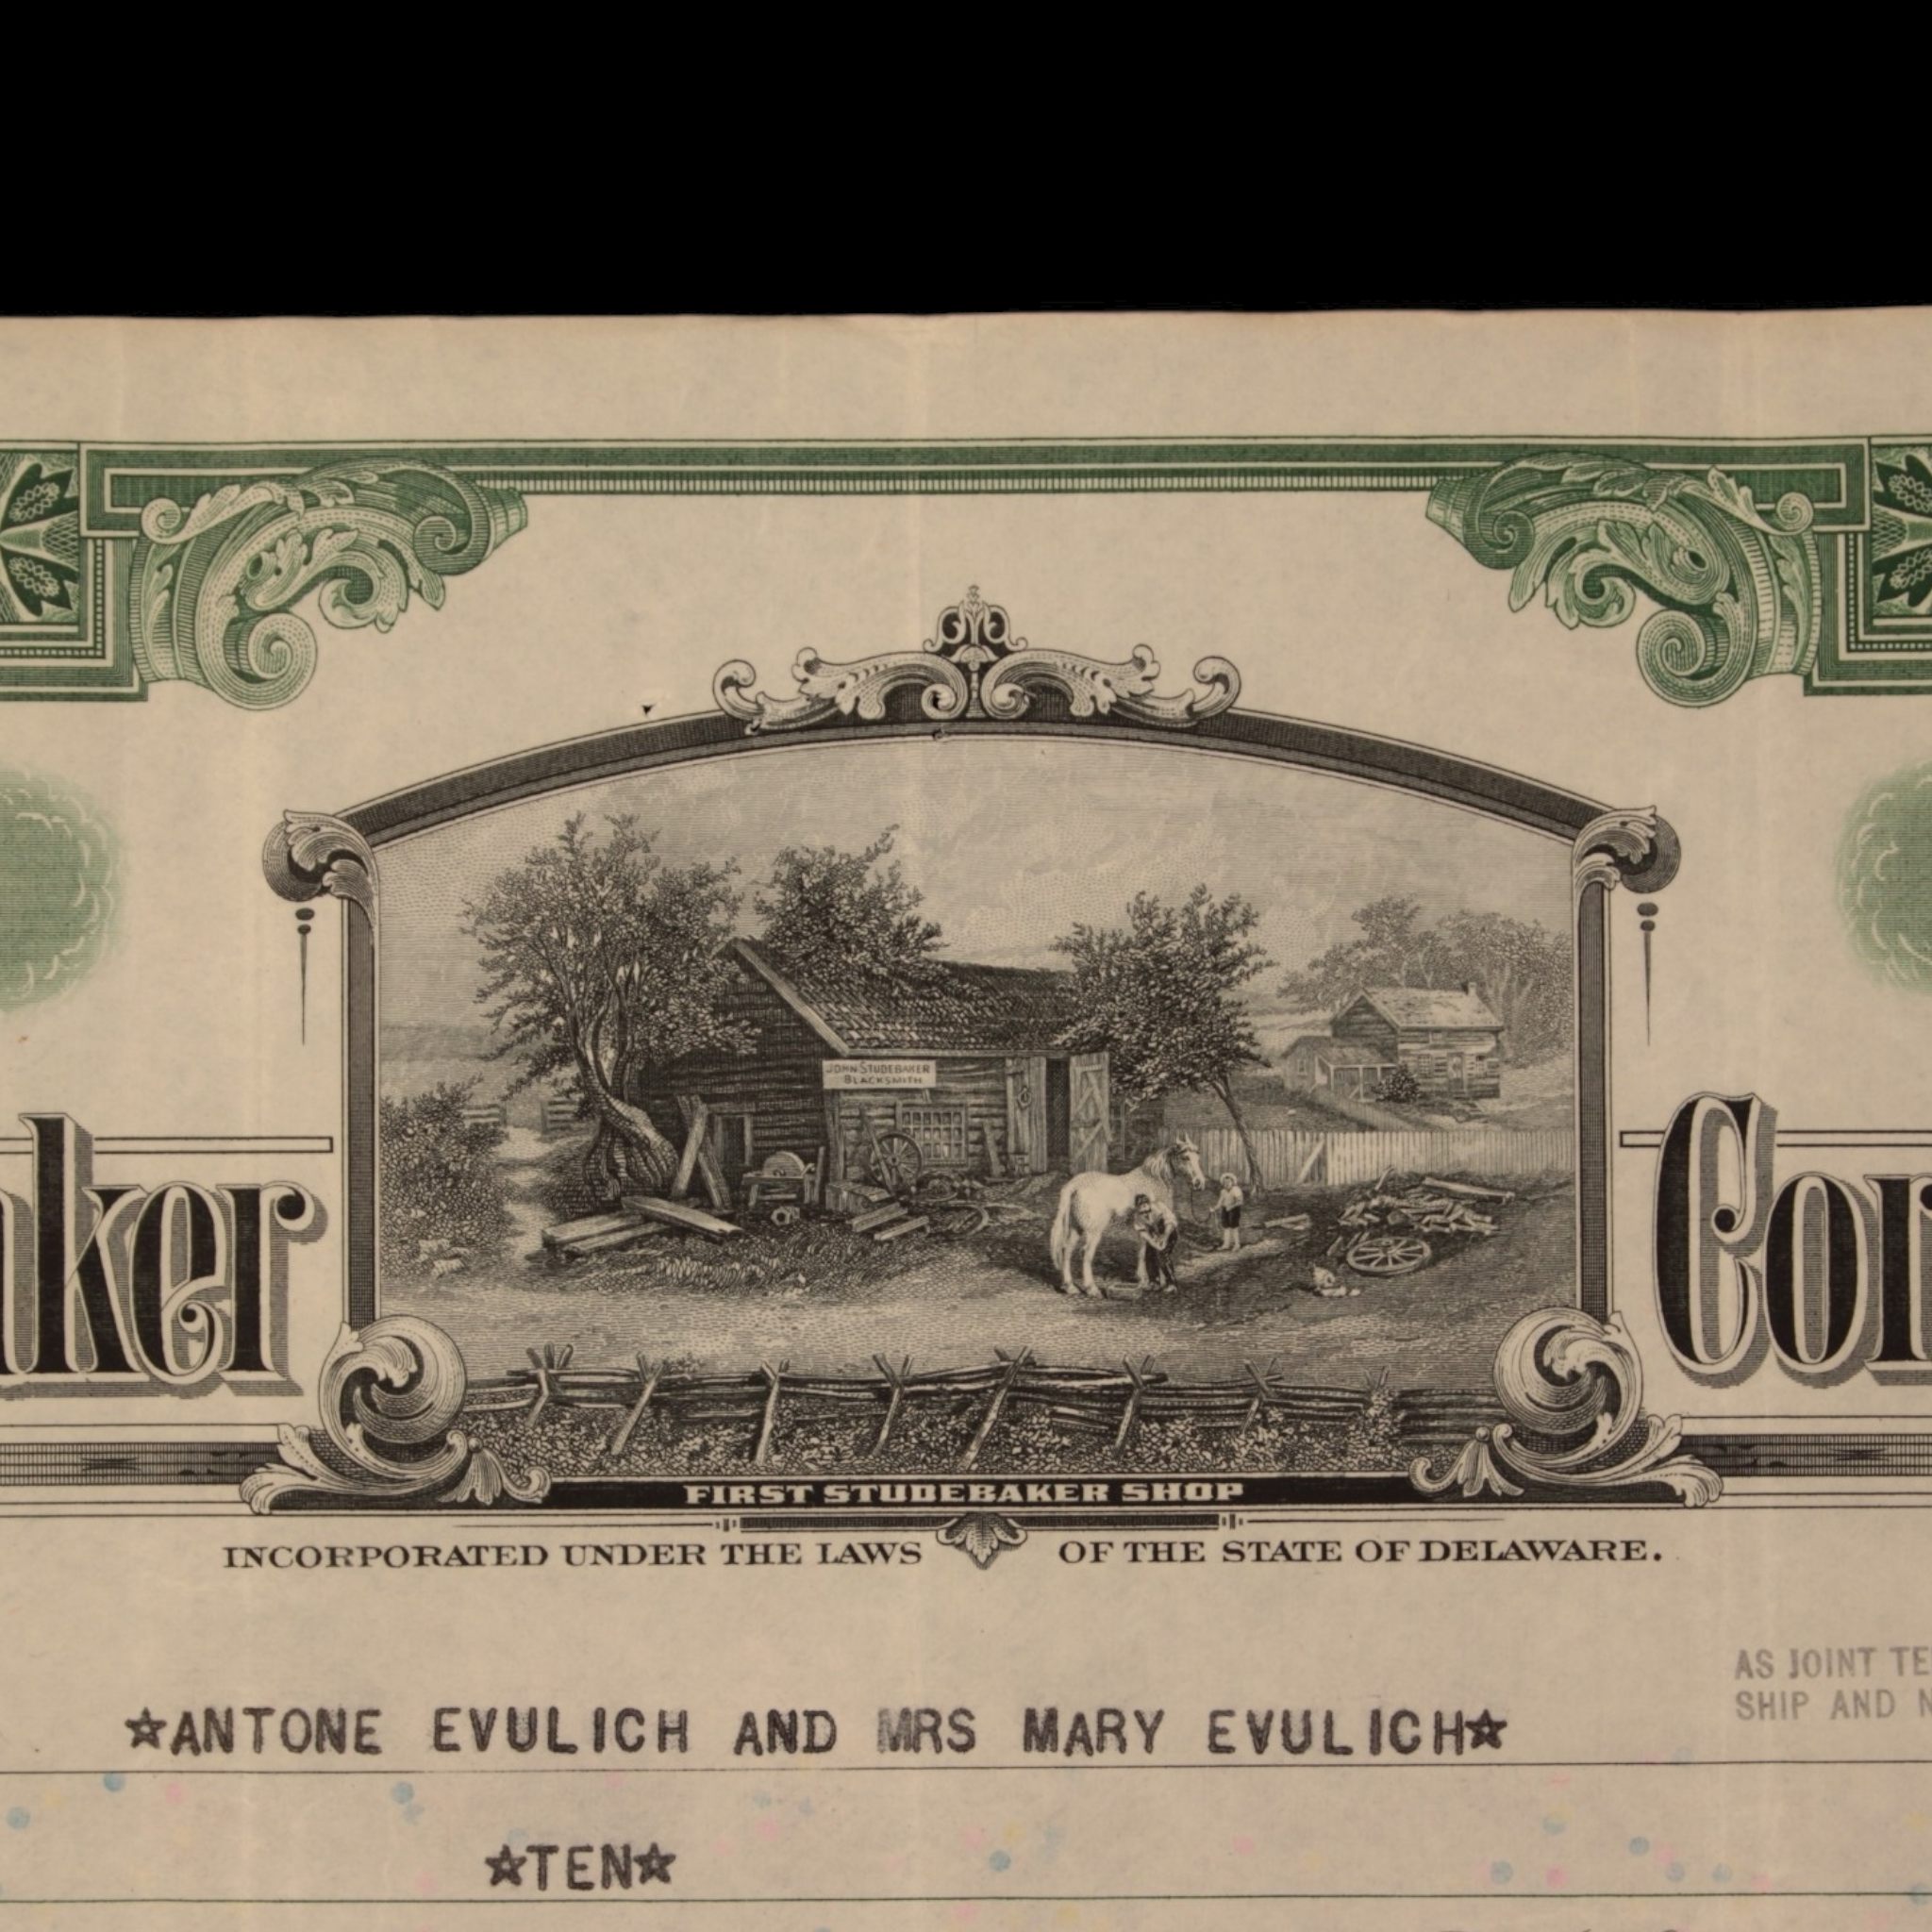 JOHN STUDEBAKER
BLACKSMITH
ker Cor
FIRST STUDEBAKER SHOP
INCORPORATED UNDER THE LAWS OF THE STATE OF DELAWARE.
AS JOINT TE
SHIP AND N
☆ANTONE EVULICH AND MRS MARY EVULICH☆
☆TEN☆